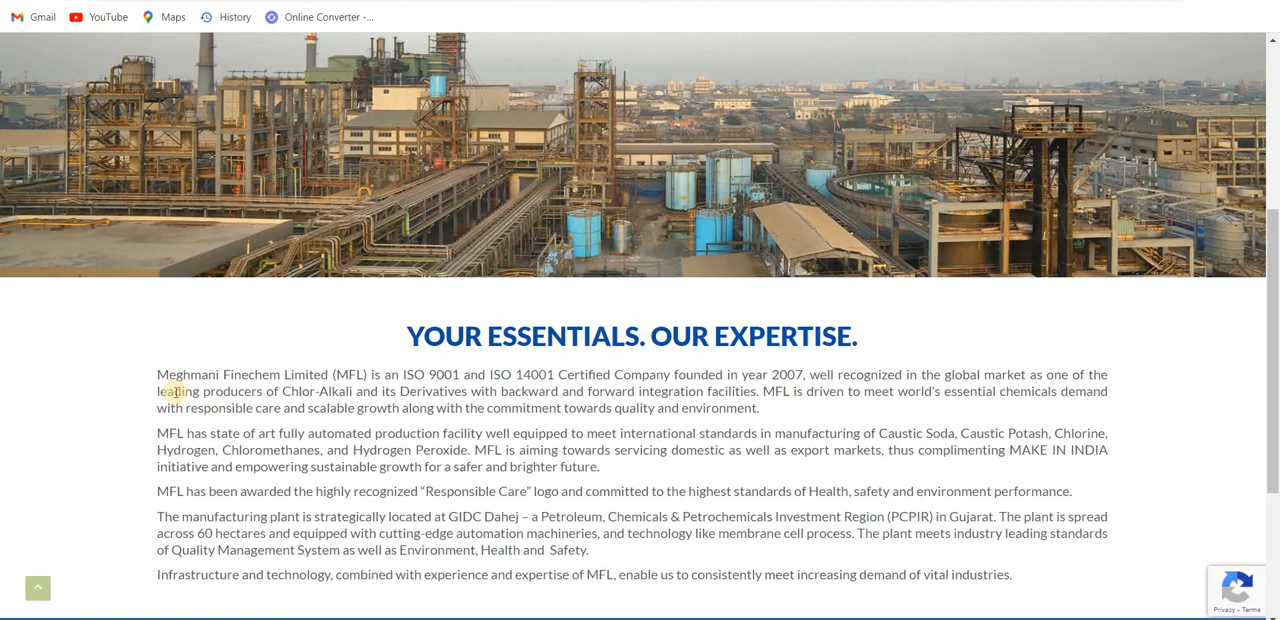 Gmail YouTube Maps History Online Converter -...
YOUR ESSENTIALS. OUR EXPERTISE.
Meghmani Finechem Limited (MFL) is an ISO 9001 and ISO 14001 Certified Company founded in year 2007, well recognized in the global market as one of the
leading producers of Chlor-Alkali and its Derivatives with backward and forward integration facilities. MFL is driven to meet world's essential chemicals demand
with responsible care and scalable growth along with the commitment towards quality and environment.
MFL has state of art fully automated production facility well equipped to meet international standards in manufacturing of Caustic Soda, Caustic Potash, Chlorine,
Hydrogen, Chloromethanes, and Hydrogen Peroxide. MFL is aiming towards servicing domestic as well as export markets, thus complimenting MAKE IN INDIA
initiative and empowering sustainable growth for a safer and brighter future.
MFL has been awarded the highly recognized “Responsible Care” logo and committed to the highest standards of Health, safety and environment performance.
The manufacturing plant is strategically located at GIDC Dahej – a Petroleum, Chemicals & Petrochemicals Investment Region (PCPIR) in Gujarat. The plant is spread
across 60 hectares and equipped with cutting-edge automation machineries, and technology like membrane cell process. The plant meets industry leading standards
of Quality Management System as well as Environment, Health and Safety.
Infrastructure and technology, combined with experience and expertise of MFL, enable us to consistently meet increasing demand of vital industries.
Privacy - Terms